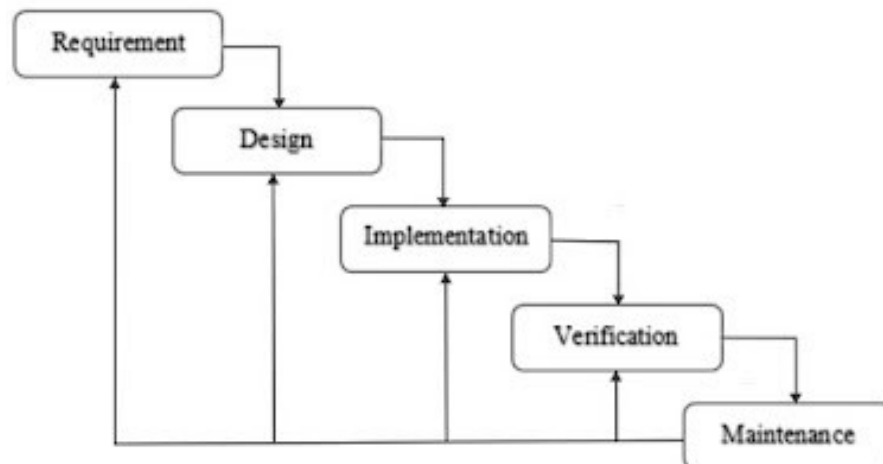 Requirement
Design
Implementation
Verification
Maintenance